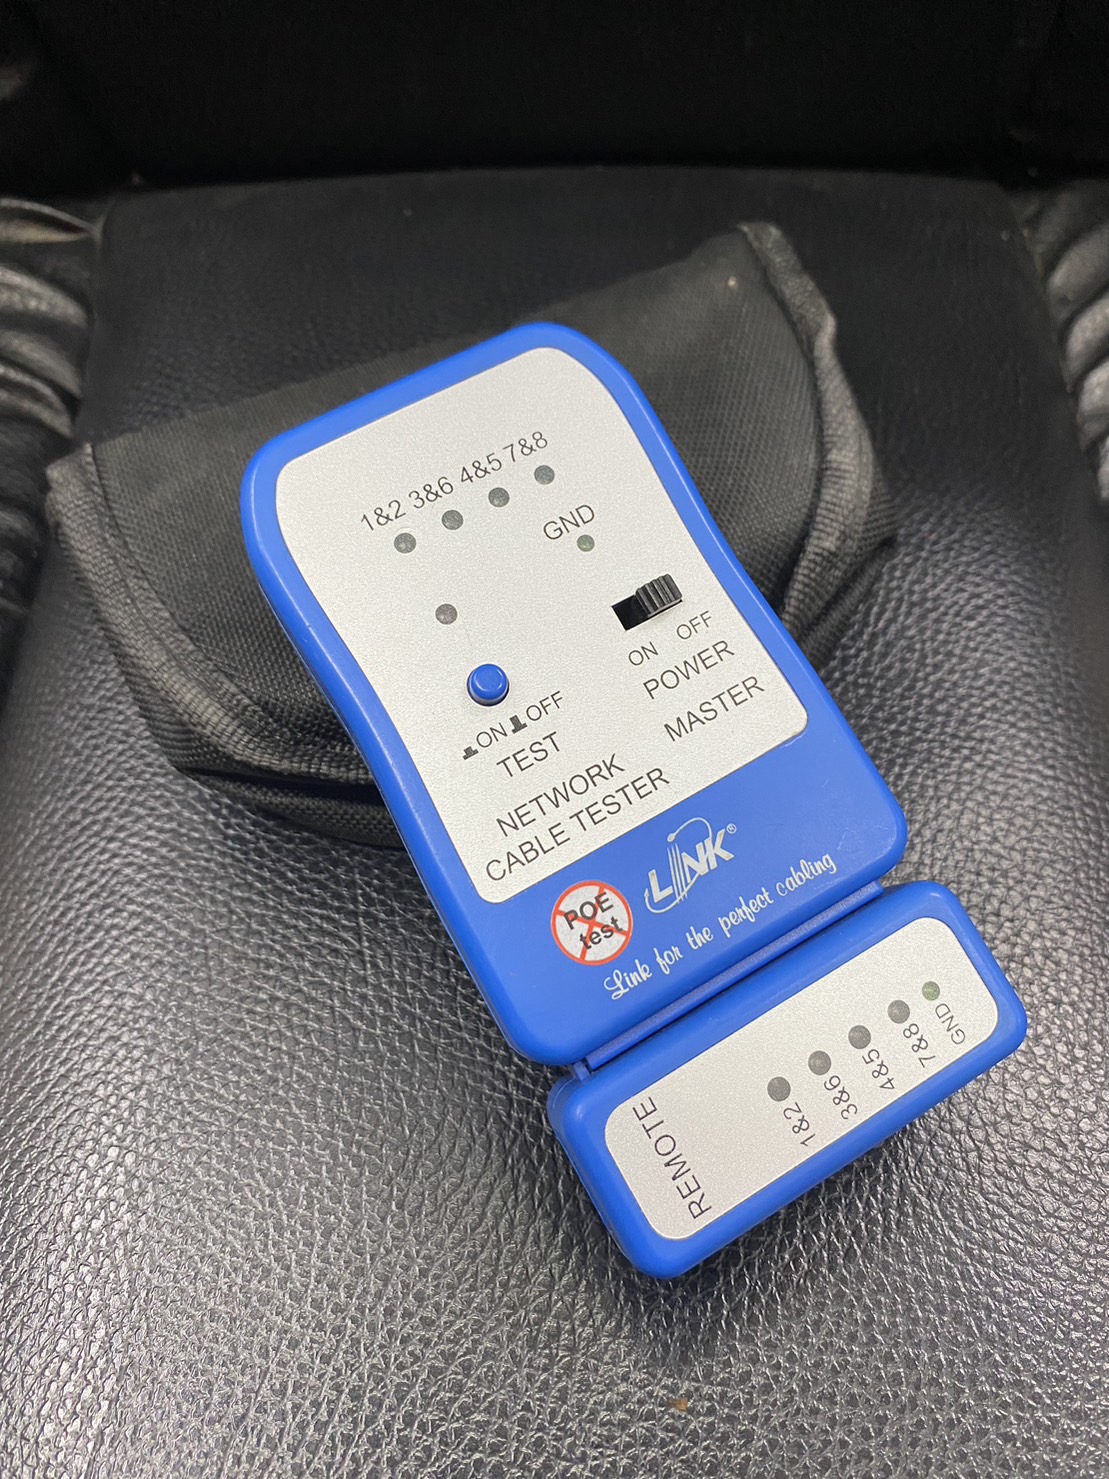 1&2 3&6 4&5 7&8
GND
ON OFF
POWER
MASTER
ON OFF
TEST
NETWORK
CABLE TESTER
LINK®
POE
test
Link for the perfect cabling
REMOTE
1&2
3&6
4&5
7&8
GND